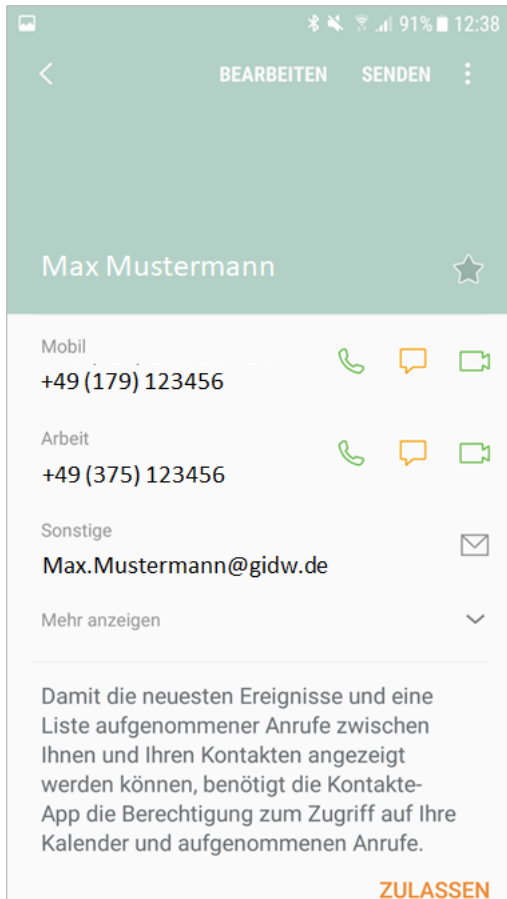 91% 12:38
BEARBEITEN SENDEN
Max Mustermann
Mobil
+49 (179) 123456
Arbeit
+49 (375) 123456
Sonstige
Max.Mustermann@gidw.de
Mehr anzeigen
Damit die neuesten Ereignisse und eine
Liste aufgenommener Anrufe zwischen
Ihnen und Ihren Kontakten angezeigt
werden können, benötigt die Kontakte-
App die Berechtigung zum Zugriff auf Ihre
Kalender und aufgenommenen Anrufe.
ZULASSEN